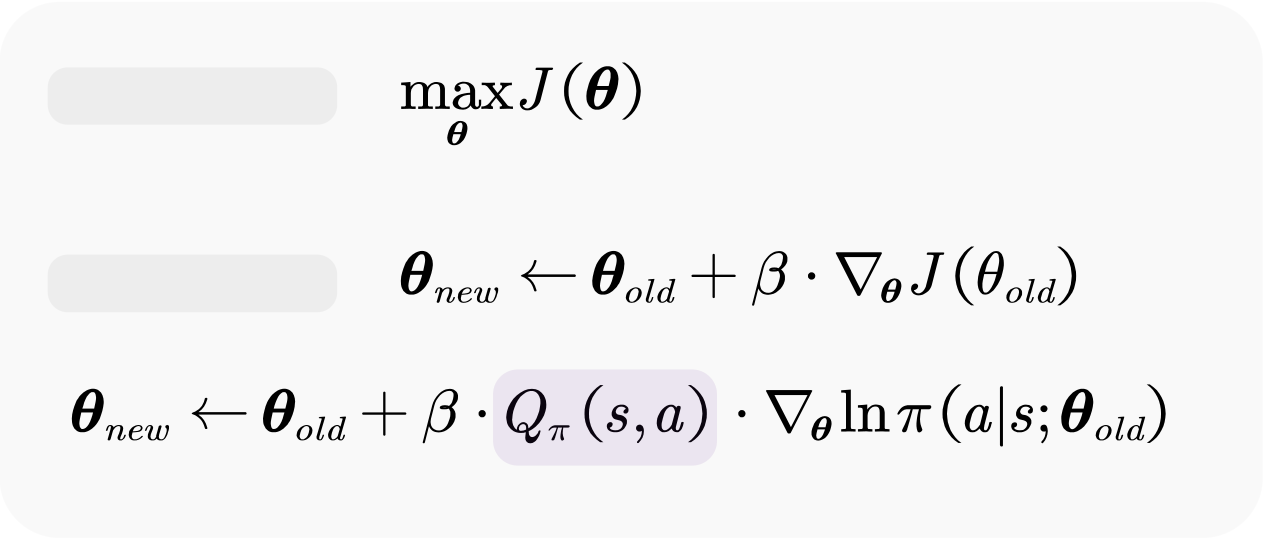 max_θ J(θ)
θ_new ← θ_old + β · ∇_θ J(θ_old)
θ_new ← θ_old + β · Q_π(s, a) · ∇_θ ln π(a|s; θ_old)